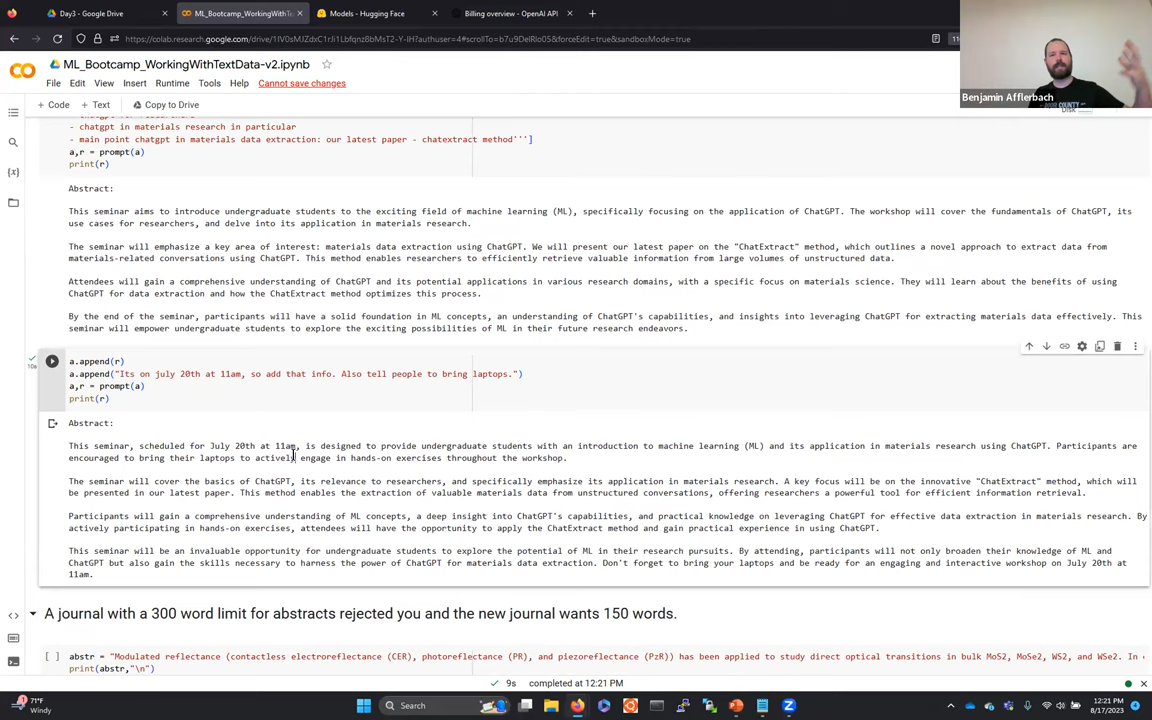 Day3 - Google Drive
ML_Bootcamp_WorkingWithText
Models - Hugging Face
Billing overview - OpenAI API
https://colab.research.google.com/drive/1IV0sMJZdxC1rJi1Lbfqnz8bMsT2-Y-iH?authuser=4#scrollTo=b7u9DelRlo05&forceEdit=true&sandboxMode=true
ML_Bootcamp_WorkingWithTextData-v2.ipynb
File Edit View Insert Runtime Tools Help Cannot save changes
Benjamin Afflerbach
+ Code + Text Copy to Drive
Disk
- chatgpt in materials research in particular
- main point chatgpt in materials data extraction: our latest paper - chatextract method''']
a,r = prompt(a)
print(r)
Abstract:
This seminar aims to introduce undergraduate students to the exciting field of machine learning (ML), specifically focusing on the application of ChatGPT. The workshop will cover the fundamentals of ChatGPT, its
use cases for researchers, and delve into its application in materials research.
The seminar will emphasize a key area of interest: materials data extraction using ChatGPT. We will present our latest paper on the "ChatExtract" method, which outlines a novel approach to extract data from
materials-related conversations using ChatGPT. This method enables researchers to efficiently retrieve valuable information from large volumes of unstructured data.
Attendees will gain a comprehensive understanding of ChatGPT and its potential applications in various research domains, with a specific focus on materials science. They will learn about the benefits of using
ChatGPT for data extraction and how the ChatExtract method optimizes this process.
By the end of the seminar, participants will have a solid foundation in ML concepts, an understanding of ChatGPT's capabilities, and insights into leveraging ChatGPT for extracting materials data effectively. This
seminar will empower undergraduate students to explore the exciting possibilities of ML in their future research endeavors.
10s
a.append(r)
a.append("Its on july 20th at 11am, so add that info. Also tell people to bring laptops.")
a,r = prompt(a)
print(r)
Abstract:
This seminar, scheduled for July 20th at 11am, is designed to provide undergraduate students with an introduction to machine learning (ML) and its application in materials research using ChatGPT. Participants are
encouraged to bring their laptops to actively engage in hands-on exercises throughout the workshop.
The seminar will cover the basics of ChatGPT, its relevance to researchers, and specifically emphasize its application in materials research. A key focus will be on the innovative "ChatExtract" method, which will
be presented in our latest paper. This method enables the extraction of valuable materials data from unstructured conversations, offering researchers a powerful tool for efficient information retrieval.
Participants will gain a comprehensive understanding of ML concepts, a deep insight into ChatGPT's capabilities, and practical knowledge on leveraging ChatGPT for effective data extraction in materials research. By
actively participating in hands-on exercises, attendees will have the opportunity to apply the ChatExtract method and gain practical experience in using ChatGPT.
This seminar will be an invaluable opportunity for undergraduate students to explore the potential of ML in their research pursuits. By attending, participants will not only broaden their knowledge of ML and
ChatGPT but also gain the skills necessary to harness the power of ChatGPT for materials data extraction. Don't forget to bring your laptops and be ready for an engaging and interactive workshop on July 20th at
11am.
A journal with a 300 word limit for abstracts rejected you and the new journal wants 150 words.
[ ] abstr = "Modulated reflectance (contactless electroreflectance (CER), photoreflectance (PR), and piezoreflectance (PzR)) has been applied to study direct optical transitions in bulk MoS2, MoSe2, WS2, and WSe2. In
print(abstr,"\n")
9s completed at 12:21 PM
71°F
Windy
Search
12:21 PM
8/17/2023